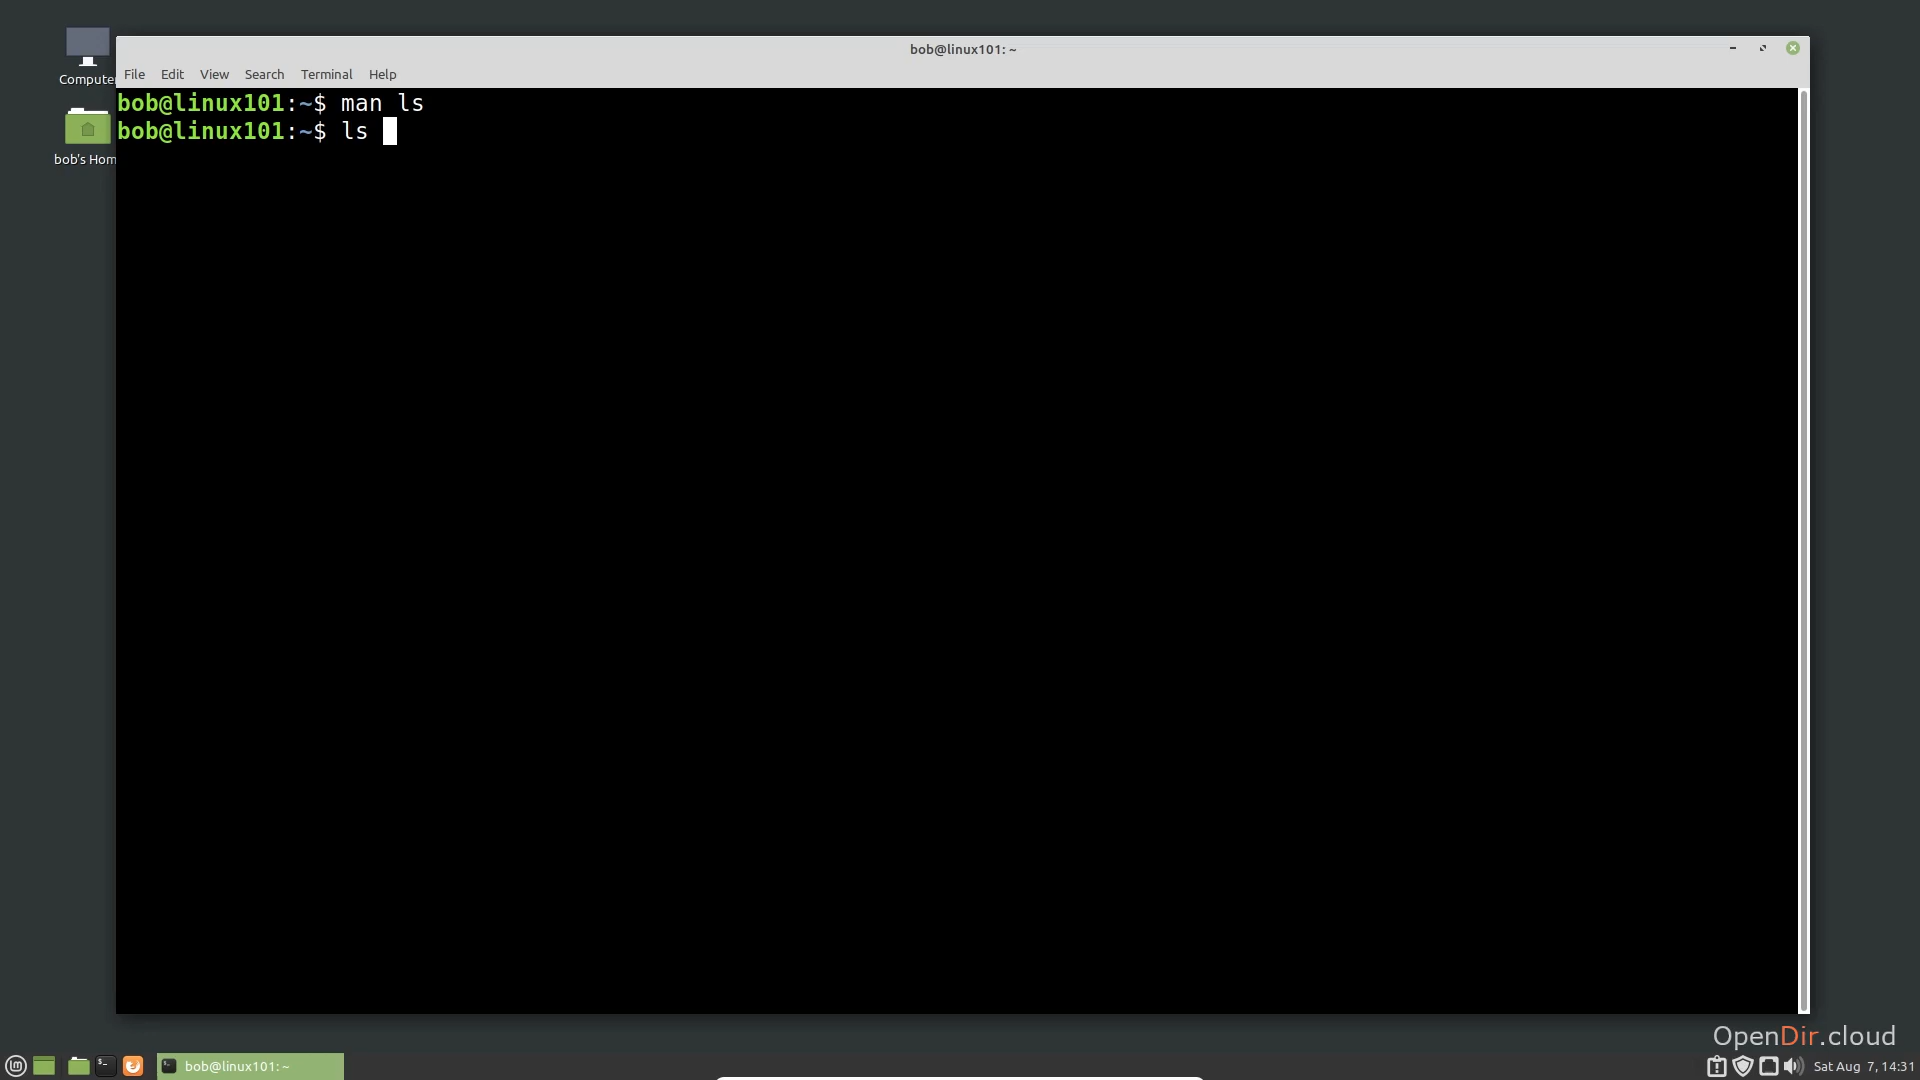 bob@linux101: ~
File Edit View Search Terminal Help
Computer
bob@linux101:~$ man ls
bob@linux101:~$ ls
bob's Hom
OpenDir.cloud
bob@linux101: ~
Sat Aug 7, 14:31